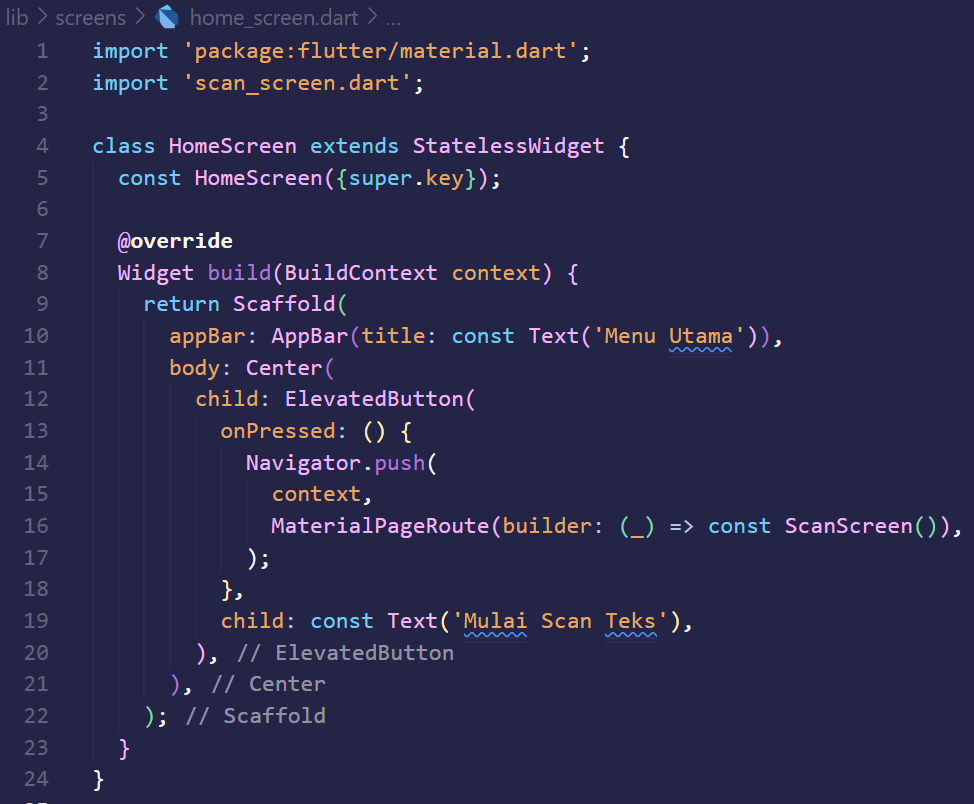 lib > screens > home_screen.dart > ...
1 import 'package:flutter/material.dart';
2 import 'scan_screen.dart';
3
4 class HomeScreen extends StatelessWidget {
5   const HomeScreen({super.key});
6
7   @override
8   Widget build(BuildContext context) {
9     return Scaffold(
10       appBar: AppBar(title: const Text('Menu Utama')),
11       body: Center(
12         child: ElevatedButton(
13           onPressed: () {
14             Navigator.push(
15               context,
16               MaterialPageRoute(builder: (_) => const ScanScreen()),
17             );
18           },
19           child: const Text('Mulai Scan Teks'),
20         ), // ElevatedButton
21       ), // Center
22     ); // Scaffold
23   }
24 }